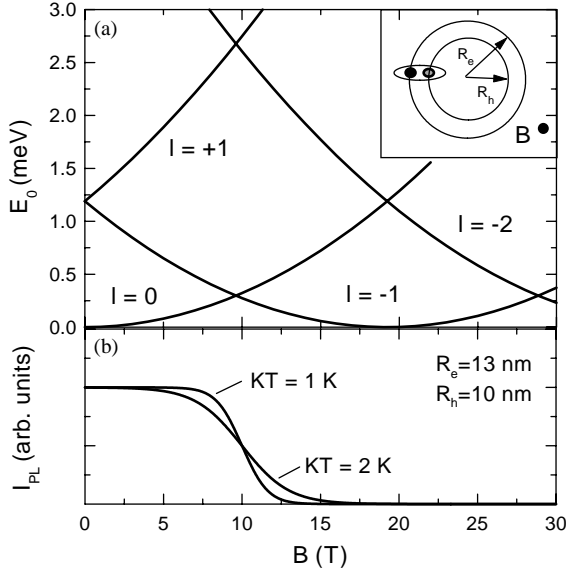 (a)
3.0
2.5
2.0
1.5
1.0
0.5
0.0
E₀ (meV)
l = +1
l = 0
l = -1
l = -2
Rₑ
Rₕ
B
(b)
I_PL (arb. units)
KT = 1 K
KT = 2 K
Rₑ=13 nm
Rₕ=10 nm
0 5 10 15 20 25 30
B (T)